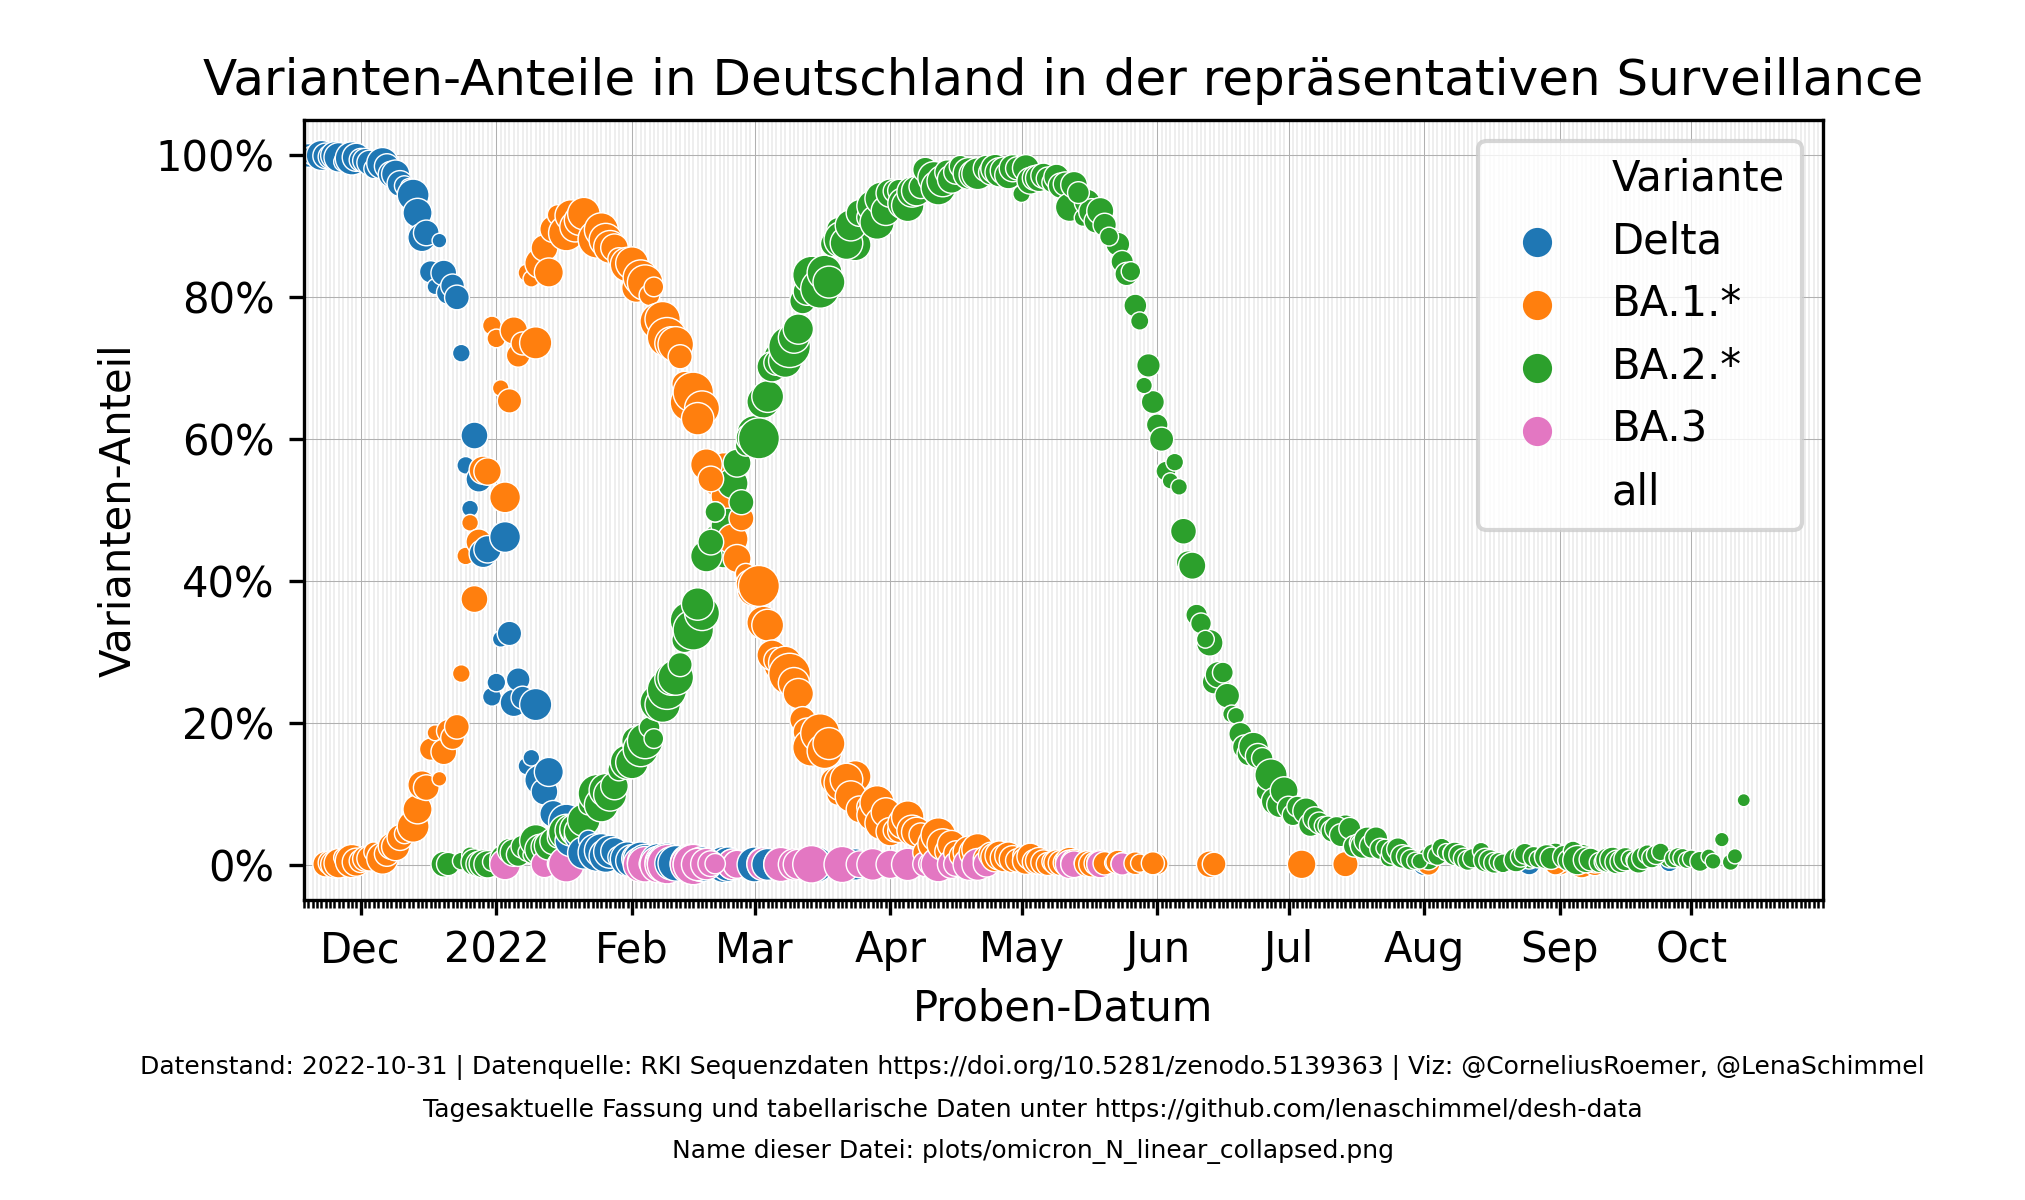 Varianten-Anteile in Deutschland in der repräsentativen Surveillance
Varianten-Anteil
100%
80%
60%
40%
20%
0%
Variante
Delta
BA.1.*
BA.2.*
BA.3
all
Dec 2022 Feb Mar Apr May Jun Jul Aug Sep Oct
Proben-Datum
Datenstand: 2022-10-31 | Datenquelle: RKI Sequenzdaten https://doi.org/10.5281/zenodo.5139363 | Viz: @CorneliusRoemer, @LenaSchimmel
Tagesaktuelle Fassung und tabellarische Daten unter https://github.com/lenaschimmel/desh-data
Name dieser Datei: plots/omicron_N_linear_collapsed.png